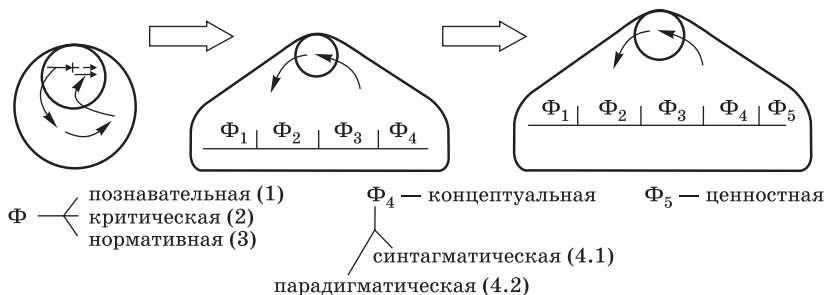 Ф₁ Ф₂ Ф₃ Ф₄
Ф₁ Ф₂ Ф₃ Ф₄ Ф₅
Ф
познавательная (1)
критическая (2)
нормативная (3)
Ф₄ — концептуальная
синтагматическая (4.1)
парадигматическая (4.2)
Ф₅ — ценностная